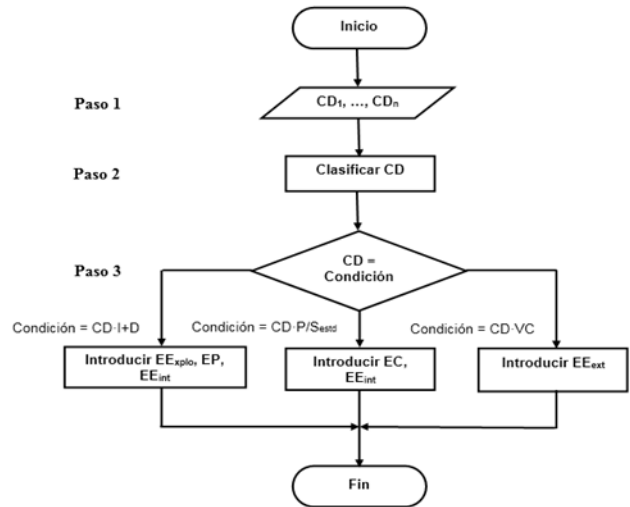 Inicio
Paso 1
CD₁, ..., CDₙ
Paso 2
Clasificar CD
Paso 3
CD =
Condición
Condición = CD·I+D
Condición = CD·P/Sestd
Condición = CD·VC
Introducir EExplo, EP,
EEint
Introducir EC,
EEint
Introducir EEext
Fin